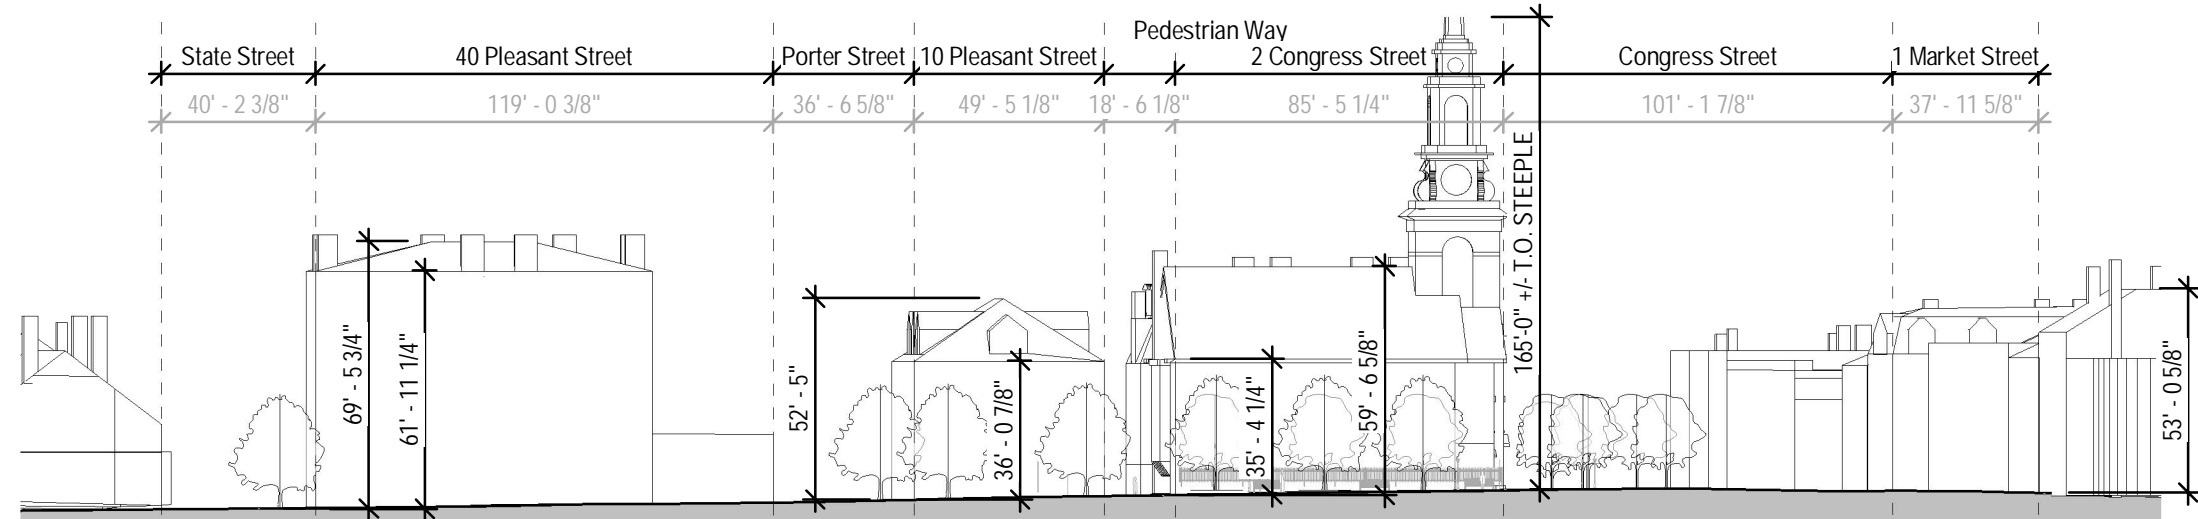 Pedestrian Way
State Street
40 Pleasant Street
Porter Street
10 Pleasant Street
2 Congress Street
Congress Street
1 Market Street
40' - 2 3/8"
119' - 0 3/8"
36' - 6 5/8"
49' - 5 1/8"
18' - 6 1/8"
85' - 5 1/4"
101' - 1 7/8"
37' - 11 5/8"
69' - 5 3/4"
61' - 11 1/4"
52' - 5"
36' - 0 7/8"
35' - 4 1/4"
59' - 6 5/8"
165'-0" +/- T.O. STEEPLE
53' - 0 5/8"